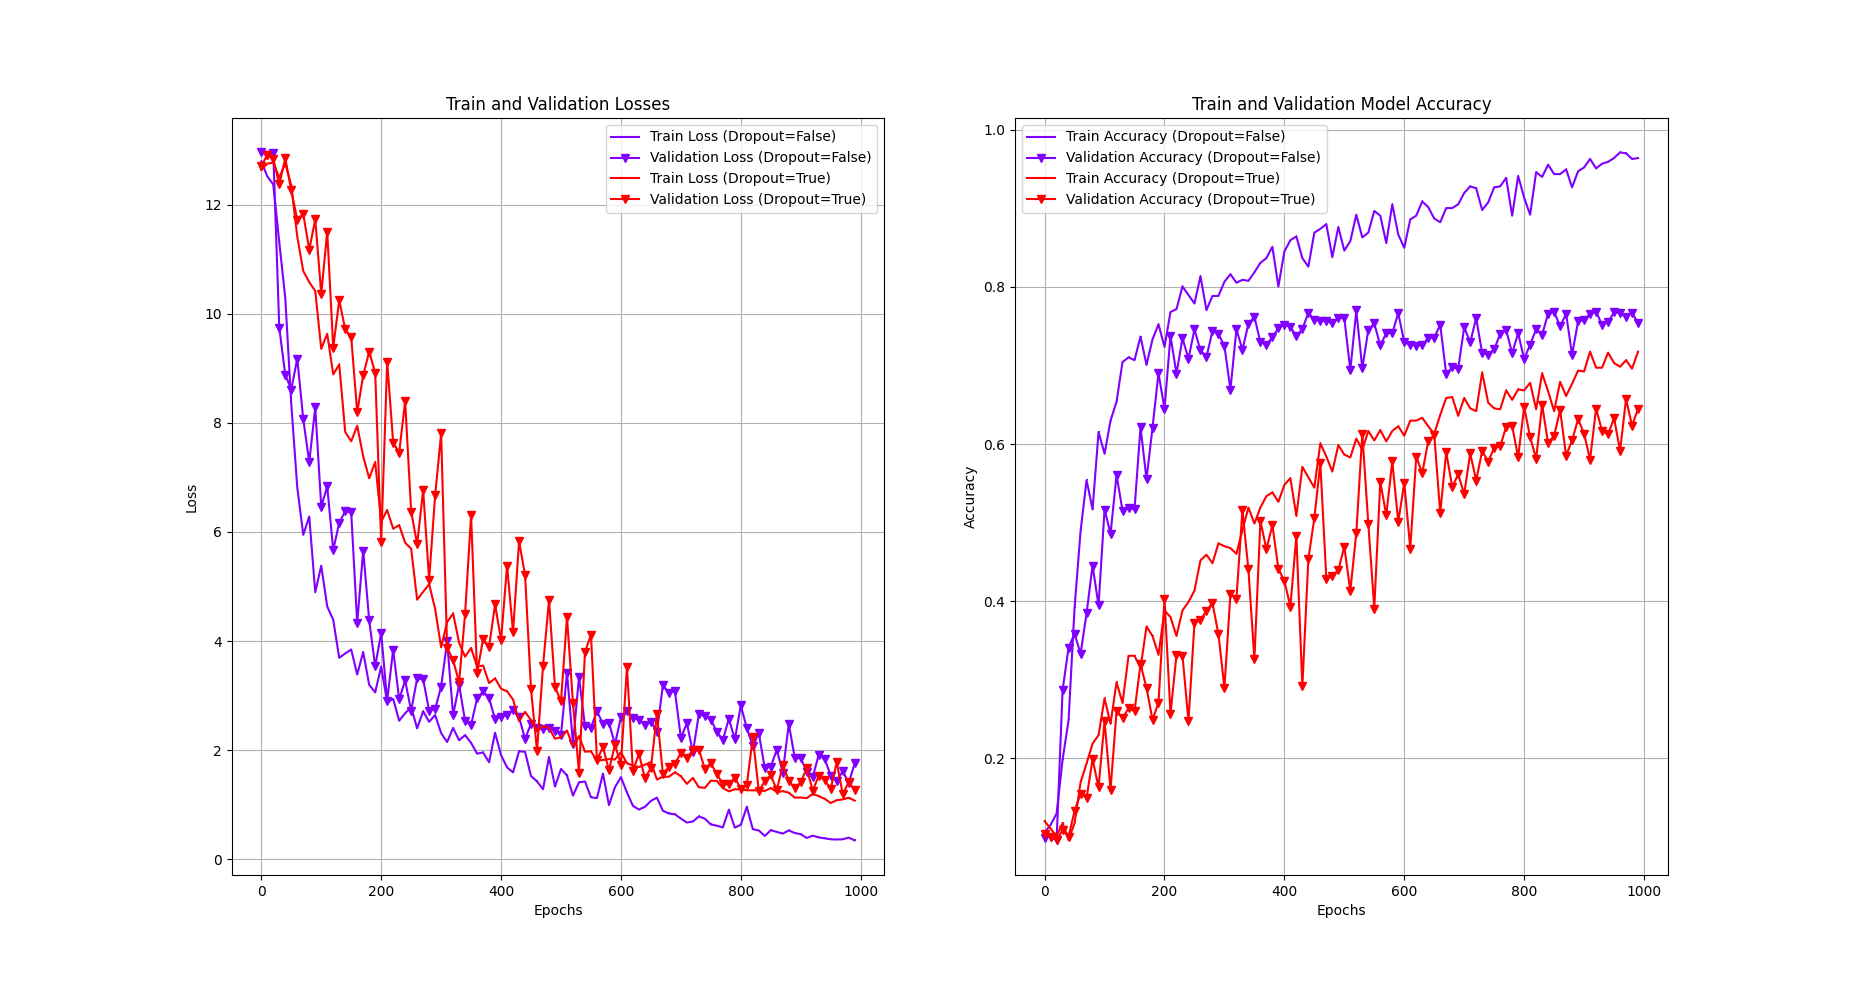 Train and Validation Losses
Train Loss (Dropout=False)
Validation Loss (Dropout=False)
Train Loss (Dropout=True)
Validation Loss (Dropout=True)
12
10
8
6
4
2
0
Loss
0 200 400 600 800 1000
Epochs
Train and Validation Model Accuracy
Train Accuracy (Dropout=False)
Validation Accuracy (Dropout=False)
Train Accuracy (Dropout=True)
Validation Accuracy (Dropout=True)
1.0
0.8
0.6
0.4
0.2
Accuracy
0 200 400 600 800 1000
Epochs